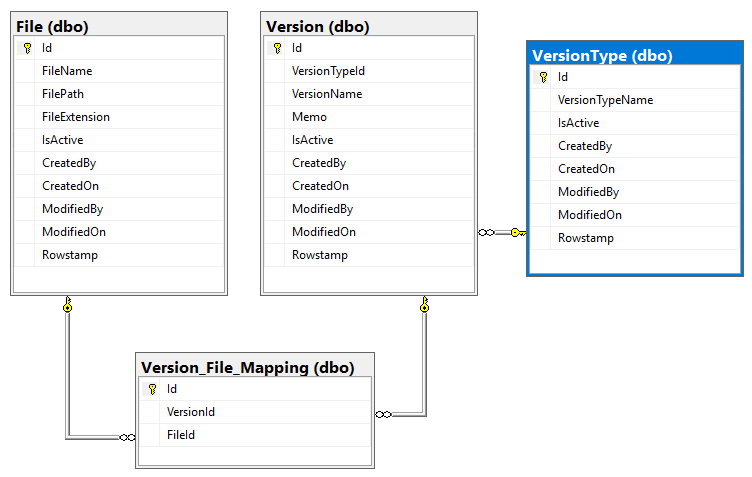 File (dbo)
Id
FileName
FilePath
FileExtension
IsActive
CreatedBy
CreatedOn
ModifiedBy
ModifiedOn
Rowstamp
Version (dbo)
Id
VersionTypeId
VersionName
Memo
IsActive
CreatedBy
CreatedOn
ModifiedBy
ModifiedOn
Rowstamp
VersionType (dbo)
Id
VersionTypeName
IsActive
CreatedBy
CreatedOn
ModifiedBy
ModifiedOn
Rowstamp
Version_File_Mapping (dbo)
Id
VersionId
FileId